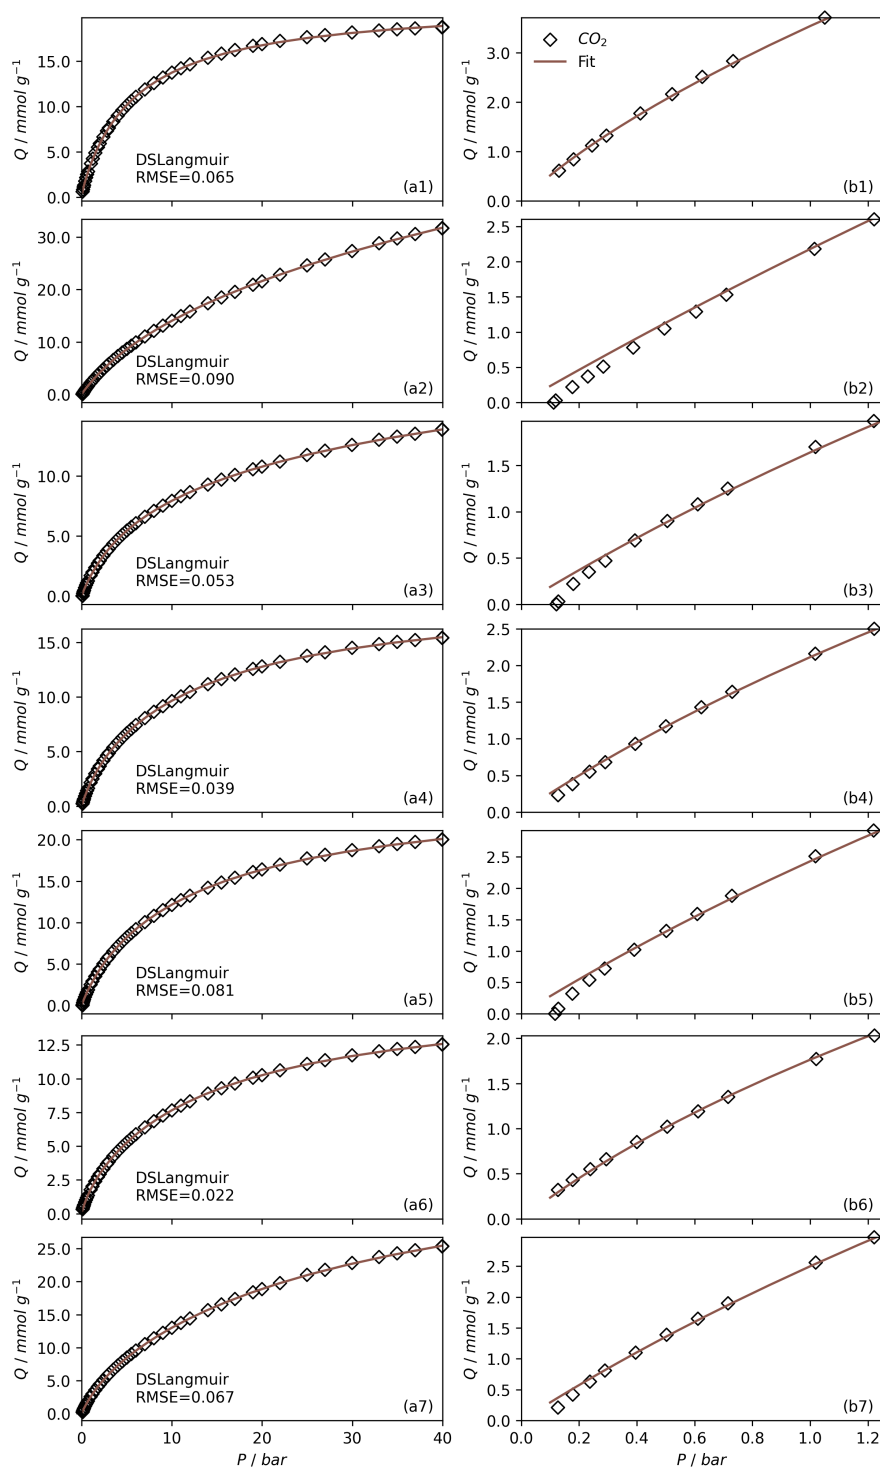 15.0
10.0
5.0
0.0
Q / mmol g⁻¹
DSLangmuir
RMSE=0.065
(a1)
3.0
2.0
1.0
0.0
Q / mmol g⁻¹
CO₂
Fit
(b1)
30.0
20.0
10.0
0.0
Q / mmol g⁻¹
DSLangmuir
RMSE=0.090
(a2)
2.5
2.0
1.5
1.0
0.5
0.0
Q / mmol g⁻¹
(b2)
10.0
5.0
0.0
Q / mmol g⁻¹
DSLangmuir
RMSE=0.053
(a3)
1.5
1.0
0.5
0.0
Q / mmol g⁻¹
(b3)
15.0
10.0
5.0
0.0
Q / mmol g⁻¹
DSLangmuir
RMSE=0.039
(a4)
2.5
2.0
1.5
1.0
0.5
0.0
Q / mmol g⁻¹
(b4)
20.0
15.0
10.0
5.0
0.0
Q / mmol g⁻¹
DSLangmuir
RMSE=0.081
(a5)
2.5
2.0
1.5
1.0
0.5
0.0
Q / mmol g⁻¹
(b5)
12.5
10.0
7.5
5.0
2.5
0.0
Q / mmol g⁻¹
DSLangmuir
RMSE=0.022
(a6)
2.0
1.5
1.0
0.5
0.0
Q / mmol g⁻¹
(b6)
25.0
20.0
15.0
10.0
5.0
0.0
Q / mmol g⁻¹
DSLangmuir
RMSE=0.067
(a7)
0 10 20 30 40
P / bar
2.5
2.0
1.5
1.0
0.5
0.0
Q / mmol g⁻¹
(b7)
0.0 0.2 0.4 0.6 0.8 1.0 1.2
P / bar